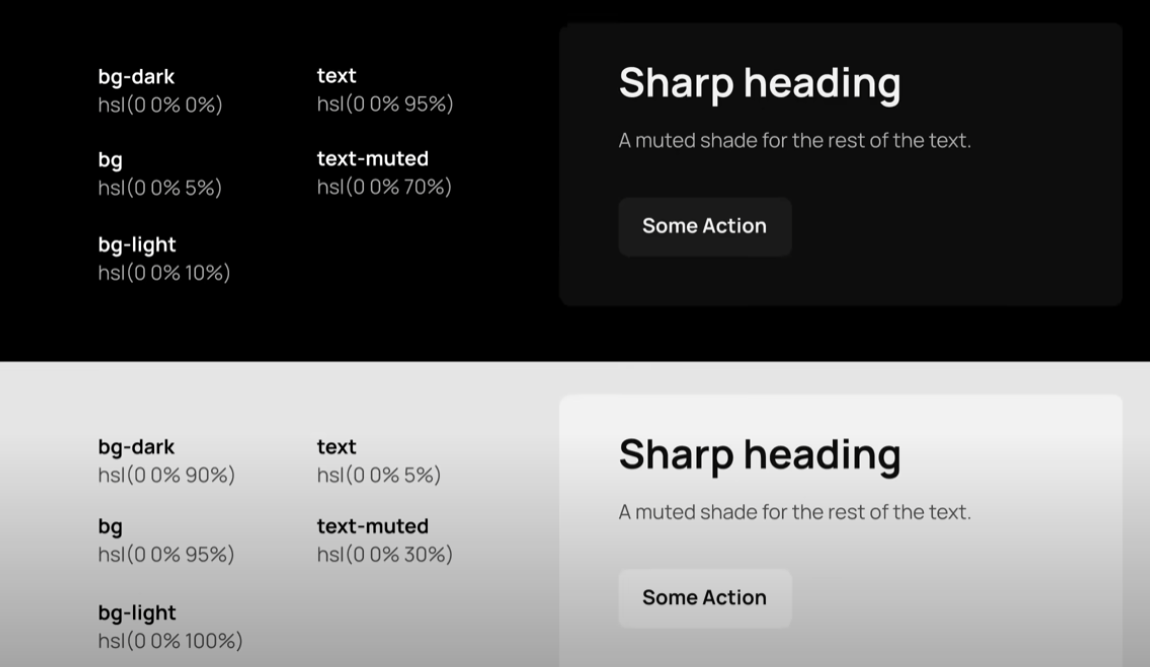 bg-dark
hsl(0 0% 0%)
bg
hsl(0 0% 5%)
bg-light
hsl(0 0% 10%)
text
hsl(0 0% 95%)
text-muted
hsl(0 0% 70%)
Sharp heading
A muted shade for the rest of the text.
Some Action
bg-dark
hsl(0 0% 90%)
bg
hsl(0 0% 95%)
bg-light
hsl(0 0% 100%)
text
hsl(0 0% 5%)
text-muted
hsl(0 0% 30%)
Sharp heading
A muted shade for the rest of the text.
Some Action